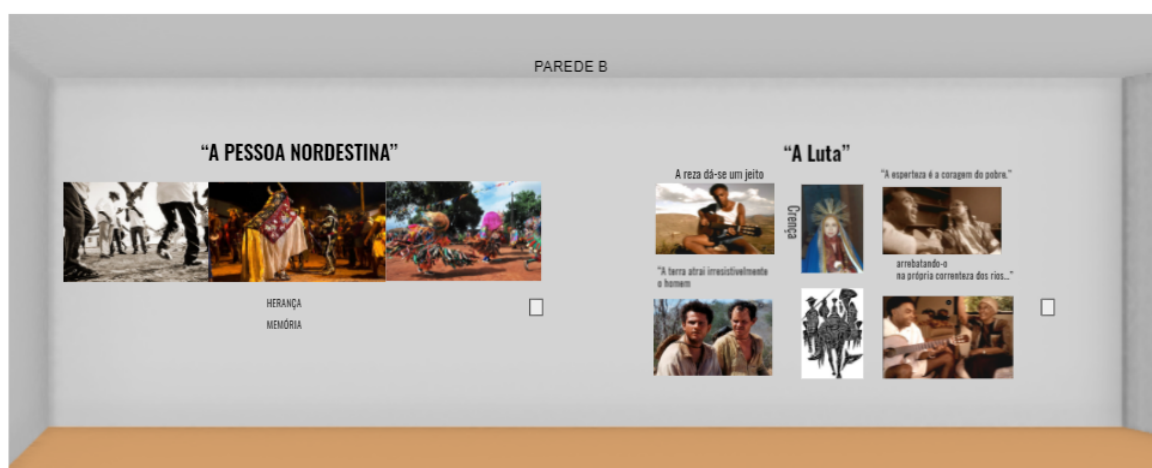 PAREDE B
“A PESSOA NORDESTINA”
HERANÇA
MEMÓRIA
“A Luta”
A reza dá-se um jeito
Crença
“A esperteza é a coragem do pobre.”
“A terra atrai irresistivelmente
o homem
arrebatando-o
na própria correnteza dos rios...”